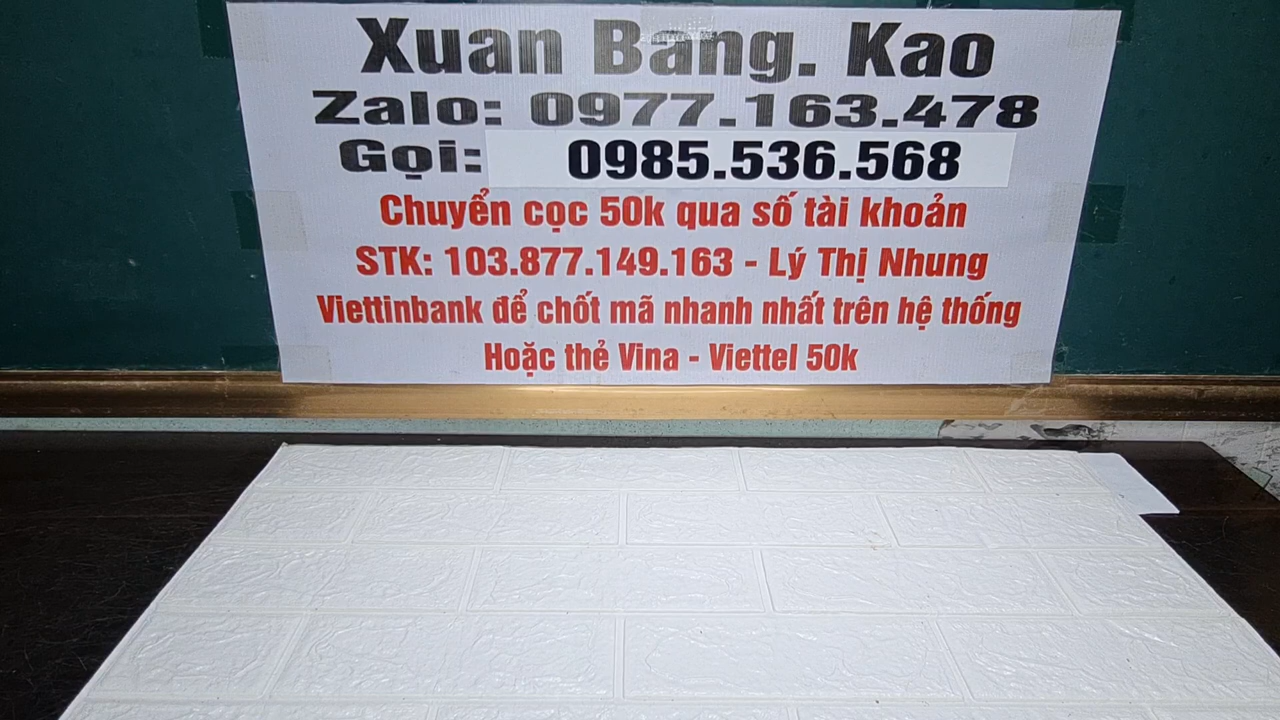 Xuan Bang. Kao
Zalo: 0977.163.478
Gọi: 0985.536.568
Chuyển cọc 50k qua số tài khoản
STK: 103.877.149.163 - Lý Thị Nhung
Viettinbank để chốt mã nhanh nhất trên hệ thống
Hoặc thẻ Vina - Viettel 50k